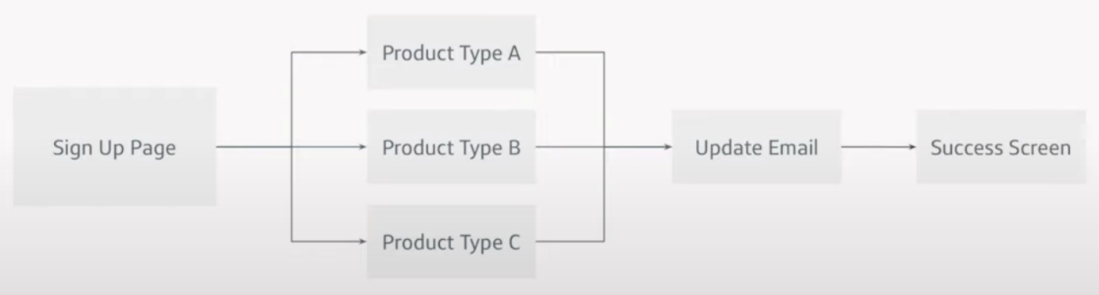 Sign Up Page
Product Type A
Product Type B
Product Type C
Update Email
Success Screen